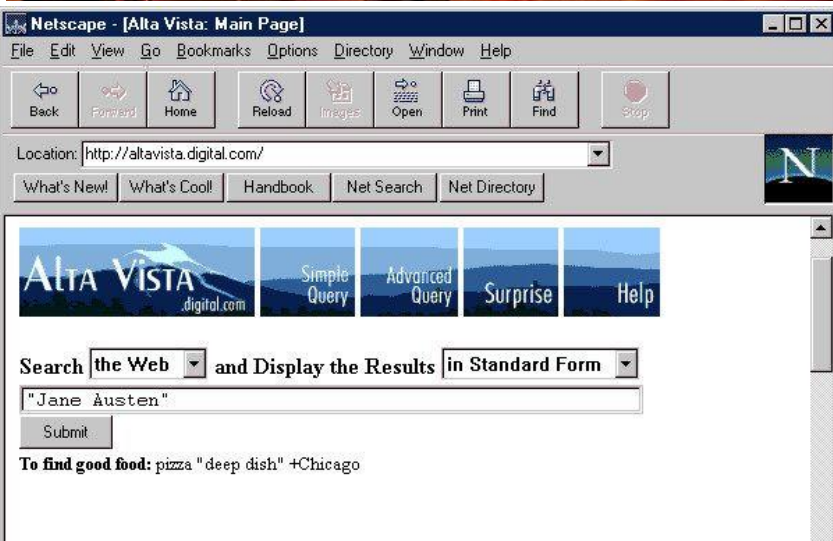 Netscape - [Alta Vista: Main Page]
File Edit View Go Bookmarks Options Directory Window Help
Back Forward Home Reload Images Open Print Find Stop
Location: http://altavista.digital.com/
N
What's New! What's Cool! Handbook Net Search Net Directory
ALTA VISTA .digital.com Simple Query Advanced Query Surprise Help
Search the Web and Display the Results in Standard Form
"Jane Austen"
Submit
To find good food: pizza "deep dish" +Chicago